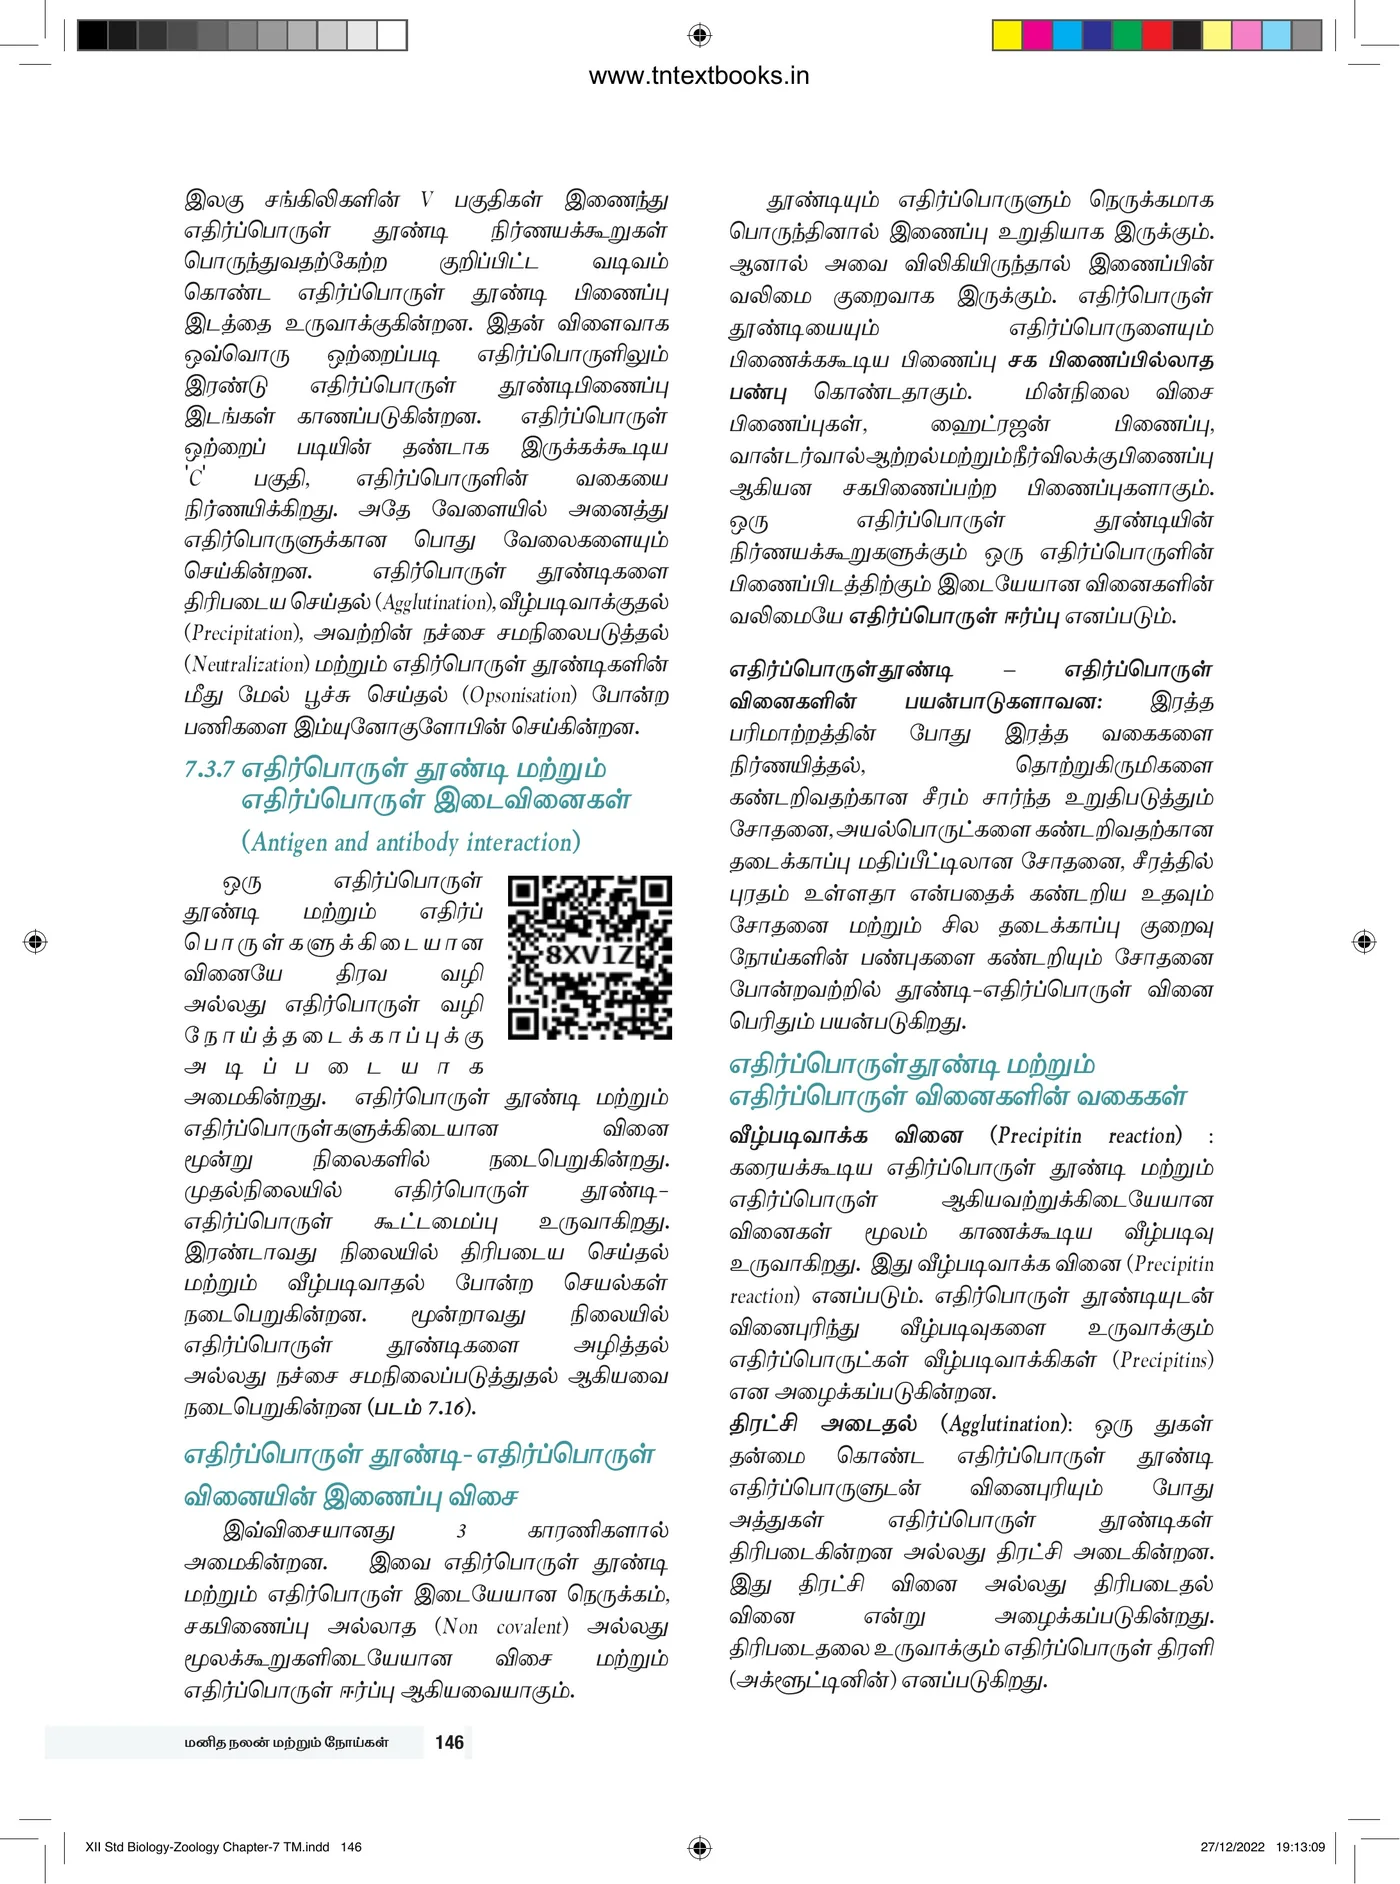 www.tntextbooks.in
இலகு சங்கிலிகளின் V பகுதிகள் இணைந்து
எதிர்ப்பொருள் தூண்டி நிர்ணயக்கூறுகள்
பொருந்துவதற்கேற்ற குறிப்பிட்ட வடிவம்
கொண்ட எதிர்ப்பொருள் தூண்டி பிணைப்பு
இடத்தை உருவாக்குகின்றன. இதன் விளைவாக
ஒவ்வொரு ஒற்றைப்படி எதிர்ப்பொருளிலும்
இரண்டு எதிர்ப்பொருள் தூண்டிபிணைப்பு
இடங்கள் காணப்படுகின்றன. எதிர்ப்பொருள்
ஒற்றைப் படியின் தண்டாக இருக்கக்கூடிய
'C' பகுதி, எதிர்ப்பொருளின் வகையை
நிர்ணயிக்கிறது. அதே வேளையில் அனைத்து
எதிர்பொருளுக்கான பொது வேலைகளையும்
செய்கின்றன. எதிர்பொருள் தூண்டிகளை
திரிபடைய செய்தல் (Agglutination), வீழ்படிவாக்குதல்
(Precipitation), அவற்றின் நச்சை சமநிலைபடுத்தல்
(Neutralization) மற்றும் எதிர்பொருள் தூண்டிகளின்
மீது மேல் பூச்சு செய்தல் (Opsonisation) போன்ற
பணிகளை இம்யுனோகுளோபின் செய்கின்றன.
7.3.7 எதிர்பொருள் தூண்டி மற்றும்
எதிர்ப்பொருள் இடைவினைகள்
(Antigen and antibody interaction)
ஒரு எதிர்ப்பொருள்
தூண்டி மற்றும் எதிர்ப்
பொருள்களுக்கிடையான
வினையே திரவ வழி
அல்லது எதிர்பொருள் வழி
நோய்த்தடைக்காப்புக்கு
அடிப்படையாக
8XV1Z
அமைகின்றது. எதிர்பொருள் தூண்டி மற்றும்
எதிர்ப்பொருள்களுக்கிடையான வினை
மூன்று நிலைகளில் நடைபெறுகின்றது.
முதல்நிலையில் எதிர்பொருள் தூண்டி-
எதிர்ப்பொருள் கூட்டமைப்பு உருவாகிறது.
இரண்டாவது நிலையில் திரிபடைய செய்தல்
மற்றும் வீழ்படிவாதல் போன்ற செயல்கள்
நடைபெறுகின்றன. மூன்றாவது நிலையில்
எதிர்ப்பொருள் தூண்டிகளை அழித்தல்
அல்லது நச்சை சமநிலைப்படுத்துதல் ஆகியவை
நடைபெறுகின்றன (படம் 7.16).
எதிர்ப்பொருள் தூண்டி-எதிர்ப்பொருள்
வினையின் இணைப்பு விசை
இவ்விசையானது 3 காரணிகளால்
அமைகின்றன. இவை எதிர்பொருள் தூண்டி
மற்றும் எதிர்பொருள் இடையேயான நெருக்கம்,
சகபிணைப்பு அல்லாத (Non covalent) அல்லது
மூலக்கூறுகளிடையேயான விசை மற்றும்
எதிர்ப்பொருள் ஈர்ப்பு ஆகியவையாகும்.
தூண்டியும் எதிர்ப்பொருளும் நெருக்கமாக
பொருந்தினால் இணைப்பு உறுதியாக இருக்கும்.
ஆனால் அவை விலிகியிருந்தால் இணைப்பின்
வலிமை குறைவாக இருக்கும். எதிர்பொருள்
தூண்டியையும் எதிர்ப்பொருளையும்
பிணைக்ககூடிய பிணைப்பு சக பிணைப்பில்லாத
பண்பு கொண்டதாகும். மின்நிலை விசை
பிணைப்புகள், ஹைட்ரஜன் பிணைப்பு,
வான்டர்வால்ஆற்றல்மற்றும்நீர்விலக்குபிணைப்பு
ஆகியன சகபிணைப்பற்ற பிணைப்புகளாகும்.
ஒரு எதிர்ப்பொருள் தூண்டியின்
நிர்ணயக்கூறுகளுக்கும் ஒரு எதிர்ப்பொருளின்
பிணைப்பிடத்திற்கும் இடையேயான வினைகளின்
வலிமையே எதிர்ப்பொருள் ஈர்ப்பு எனப்படும்.
எதிர்ப்பொருள்தூண்டி – எதிர்ப்பொருள்
வினைகளின் பயன்பாடுகளாவன: இரத்த
பரிமாற்றத்தின் போது இரத்த வகைகளை
நிர்ணயித்தல், தொற்றுகிருமிகளை
கண்டறிவதற்கான சீரம் சார்ந்த உறுதிபடுத்தும்
சோதனை, அயல்பொருட்களை கண்டறிவதற்கான
தடைக்காப்பு மதிப்பீட்டிலான சோதனை, சீரத்தில்
புரதம் உள்ளதா என்பதைக் கண்டறிய உதவும்
சோதனை மற்றும் சில தடைக்காப்பு குறைவு
நோய்களின் பண்புகளை கண்டறியும் சோதனை
போன்றவற்றில் தூண்டி-எதிர்ப்பொருள் வினை
பெரிதும் பயன்படுகிறது.
எதிர்ப்பொருள்தூண்டி மற்றும்
எதிர்ப்பொருள் வினைகளின் வகைகள்
வீழ்படிவாக்க வினை (Precipitin reaction) :
கரையக்கூடிய எதிர்ப்பொருள் தூண்டி மற்றும்
எதிர்ப்பொருள் ஆகியவற்றுக்கிடையேயான
வினைகள் மூலம் காணக்கூடிய வீழ்படிவு
உருவாகிறது. இது வீழ்படிவாக்க வினை (Precipitin
reaction) எனப்படும். எதிர்பொருள் தூண்டியுடன்
வினைபுரிந்து வீழ்படிவுகளை உருவாக்கும்
எதிர்ப்பொருட்கள் வீழ்படிவாக்கிகள் (Precipitins)
என அழைக்கப்படுகின்றன.
திரட்சி அடைதல் (Agglutination): ஒரு துகள்
தன்மை கொண்ட எதிர்ப்பொருள் தூண்டி
எதிர்ப்பொருளுடன் வினைபுரியும் போது
அத்துகள் எதிர்ப்பொருள் தூண்டிகள்
திரிபடைகின்றன அல்லது திரட்சி அடைகின்றன.
இது திரட்சி வினை அல்லது திரிபடைதல்
வினை என்று அழைக்கப்படுகின்றது.
திரிபடைதலை உருவாக்கும் எதிர்ப்பொருள் திரளி
(அக்ளூட்டினின்) எனப்படுகிறது.
மனித நலன் மற்றும் நோய்கள் 146
XII Std Biology-Zoology Chapter-7 TM.indd 146 27/12/2022 19:13:09